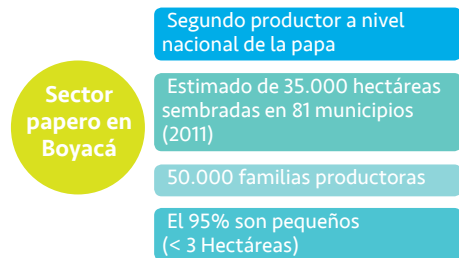 Sector
papero en
Boyacá
Segundo productor a nivel
nacional de la papa
Estimado de 35.000 hectáreas
sembradas en 81 municipios
(2011)
50.000 familias productoras
El 95% son pequeños
(< 3 Hectáreas)